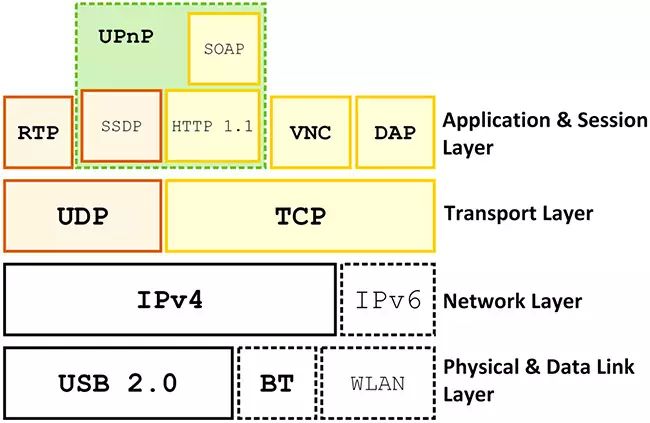 UPnP
SOAP
RTP
SSDP
HTTP 1.1
VNC
DAP
Application & Session
Layer
UDP
TCP
Transport Layer
IPv4
IPv6
Network Layer
USB 2.0
BT
WLAN
Physical & Data Link
Layer